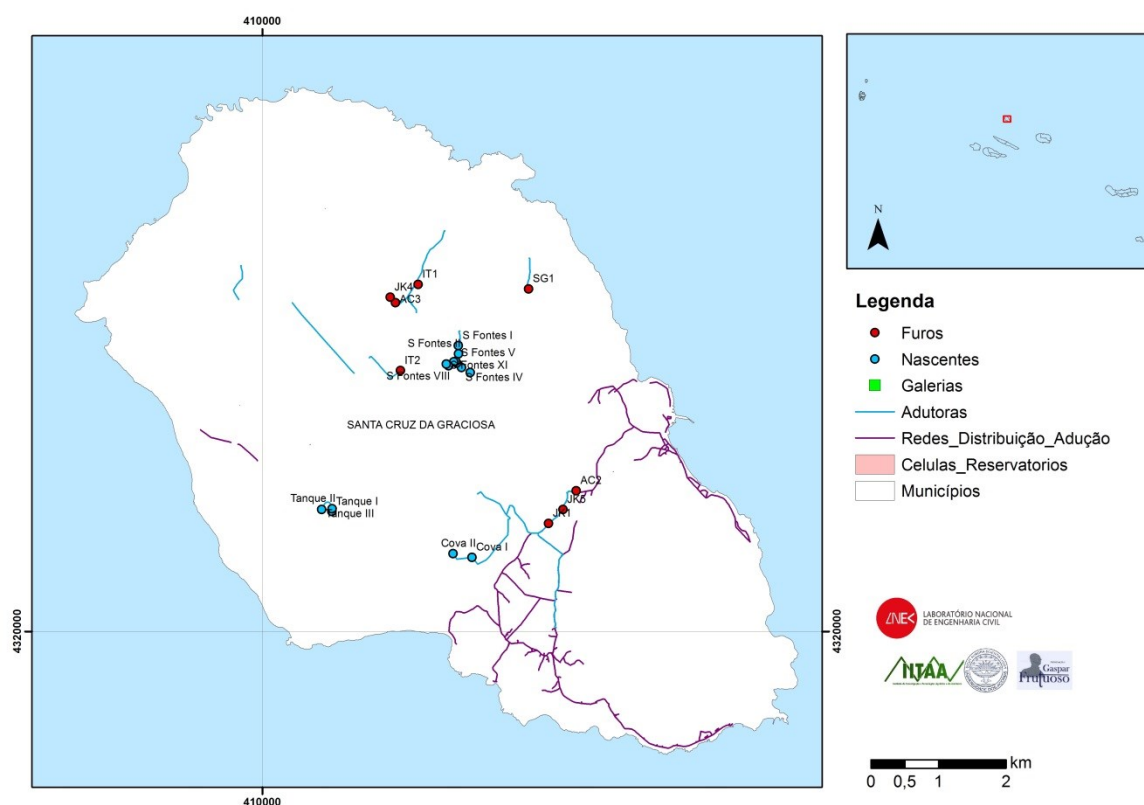 410000
JK4
IT1
AC3
SG1
S Fontes I
S Fontes II
S Fontes V
IT2
S Fontes XI
S Fontes VIII
S Fontes IV
SANTA CRUZ DA GRACIOSA
AC2
JK5
JK1
Tanque II
Tanque I
Tanque III
Cova II
Cova I
4320000
4320000
410000
N
Legenda
Furos
Nascentes
Galerias
Adutoras
Redes_Distribuição_Adução
Celulas_Reservatorios
Municípios
LNEC
LABORATÓRIO NACIONAL
DE ENGENHARIA CIVIL
Gaspar
Frutuoso
km
0 0,5 1 2